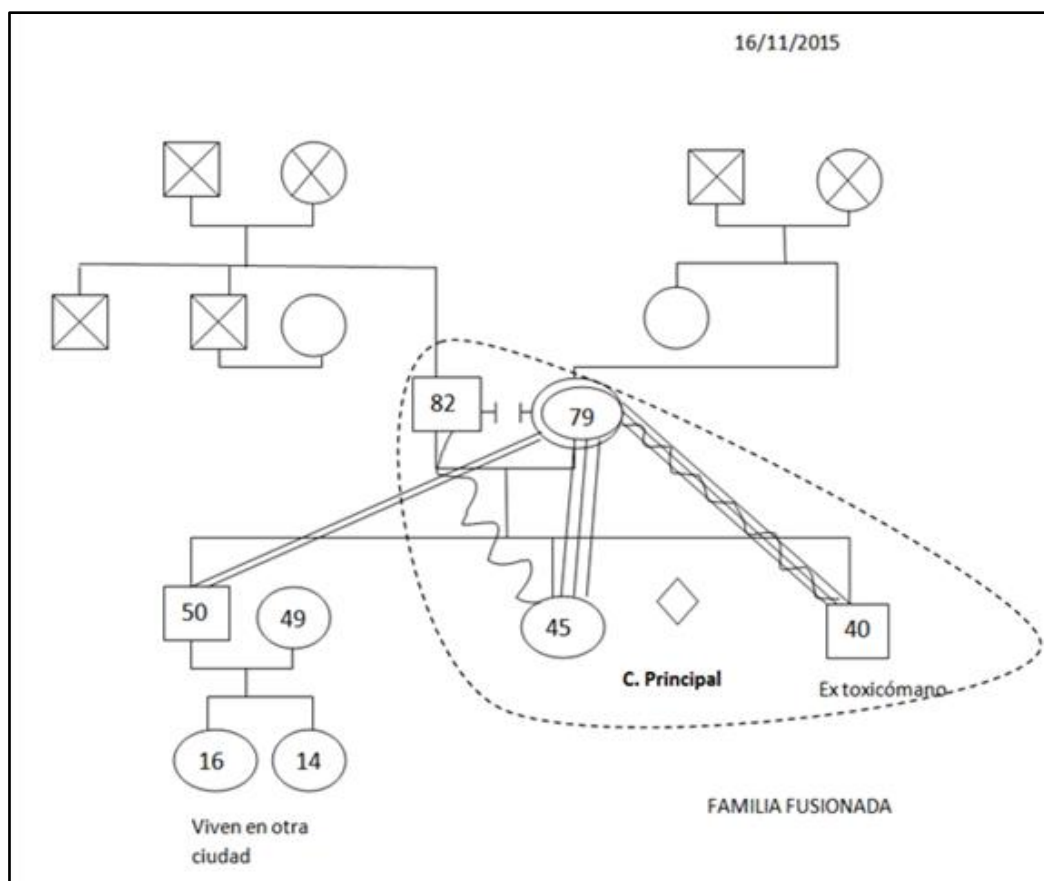 16/11/2015
82
79
50
49
45
40
C. Principal
Ex toxicómano
16
14
Viven en otra
ciudad
FAMILIA FUSIONADA